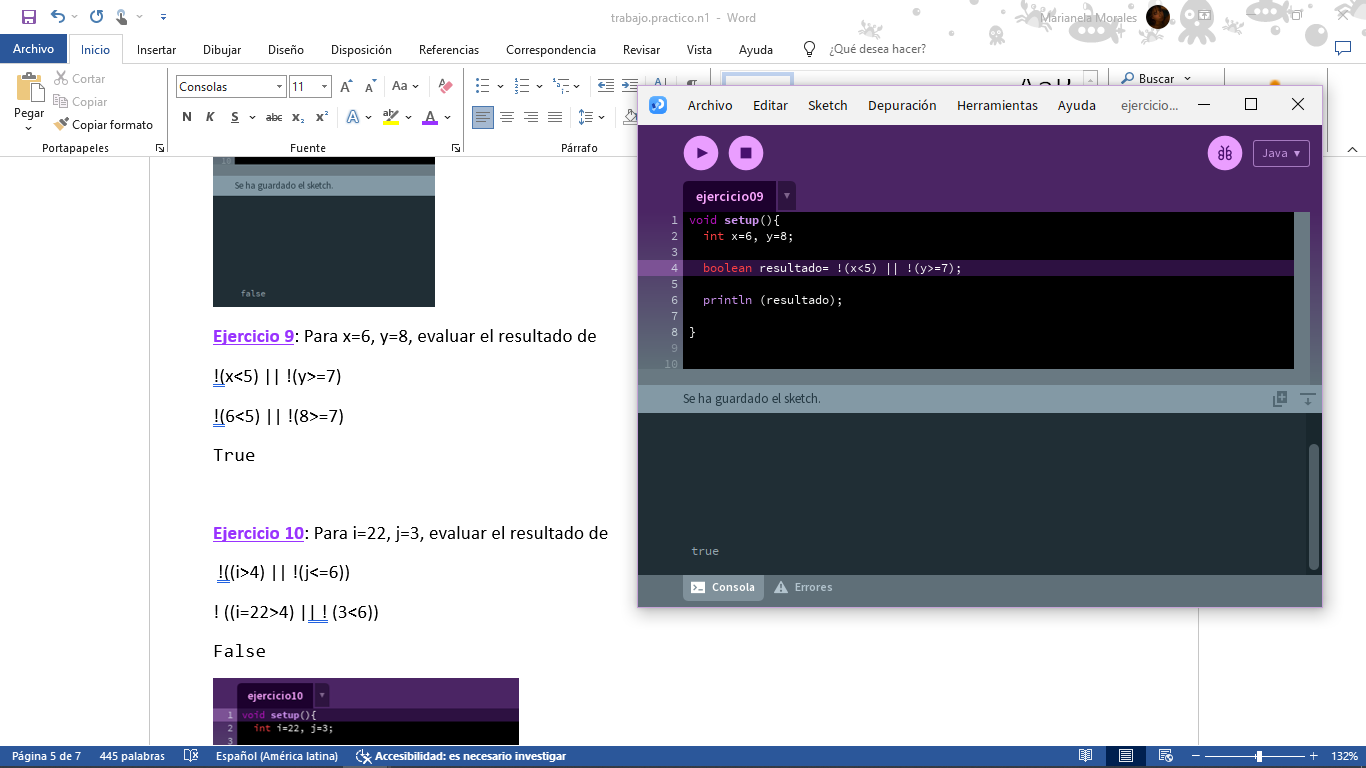 trabajo.practico.n1 - Word
Marianela Morales
Archivo Inicio Insertar Dibujar Diseño Disposición Referencias Correspondencia Revisar Vista Ayuda ¿Qué desea hacer?
Pegar
Cortar
Copiar
Copiar formato
Portapapeles
Consolas 11
Aa
N K S abc x₂ x²
Fuente
Párrafo
Buscar
Se ha guardado el sketch.
false
Ejercicio 9: Para x=6, y=8, evaluar el resultado de
!(x<5) || !(y>=7)
!(6<5) || !(8>=7)
True
Ejercicio 10: Para i=22, j=3, evaluar el resultado de
!((i>4) || !(j<=6))
! ((i=22>4) || ! (3<6))
False
ejercicio10
1 void setup(){
2 int i=22, j=3;
3
Archivo Editar Sketch Depuración Herramientas Ayuda ejercicio...
Java
ejercicio09
1 void setup(){
2 int x=6, y=8;
3
4 boolean resultado= !(x<5) || !(y>=7);
5
6 println (resultado);
7
8 }
9
10
Se ha guardado el sketch.
true
Consola Errores
Página 5 de 7 445 palabras Español (América latina) Accesibilidad: es necesario investigar 132%